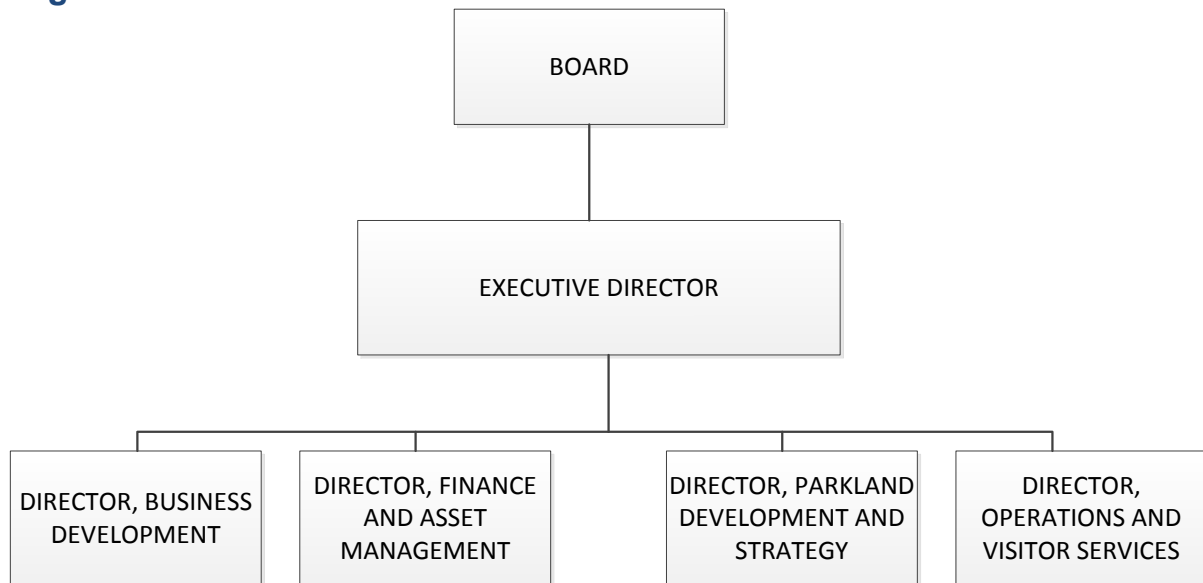 BOARD
EXECUTIVE DIRECTOR
DIRECTOR, BUSINESS
DEVELOPMENT
DIRECTOR, FINANCE
AND ASSET
MANAGEMENT
DIRECTOR, PARKLAND
DEVELOPMENT AND
STRATEGY
DIRECTOR,
OPERATIONS AND
VISITOR SERVICES